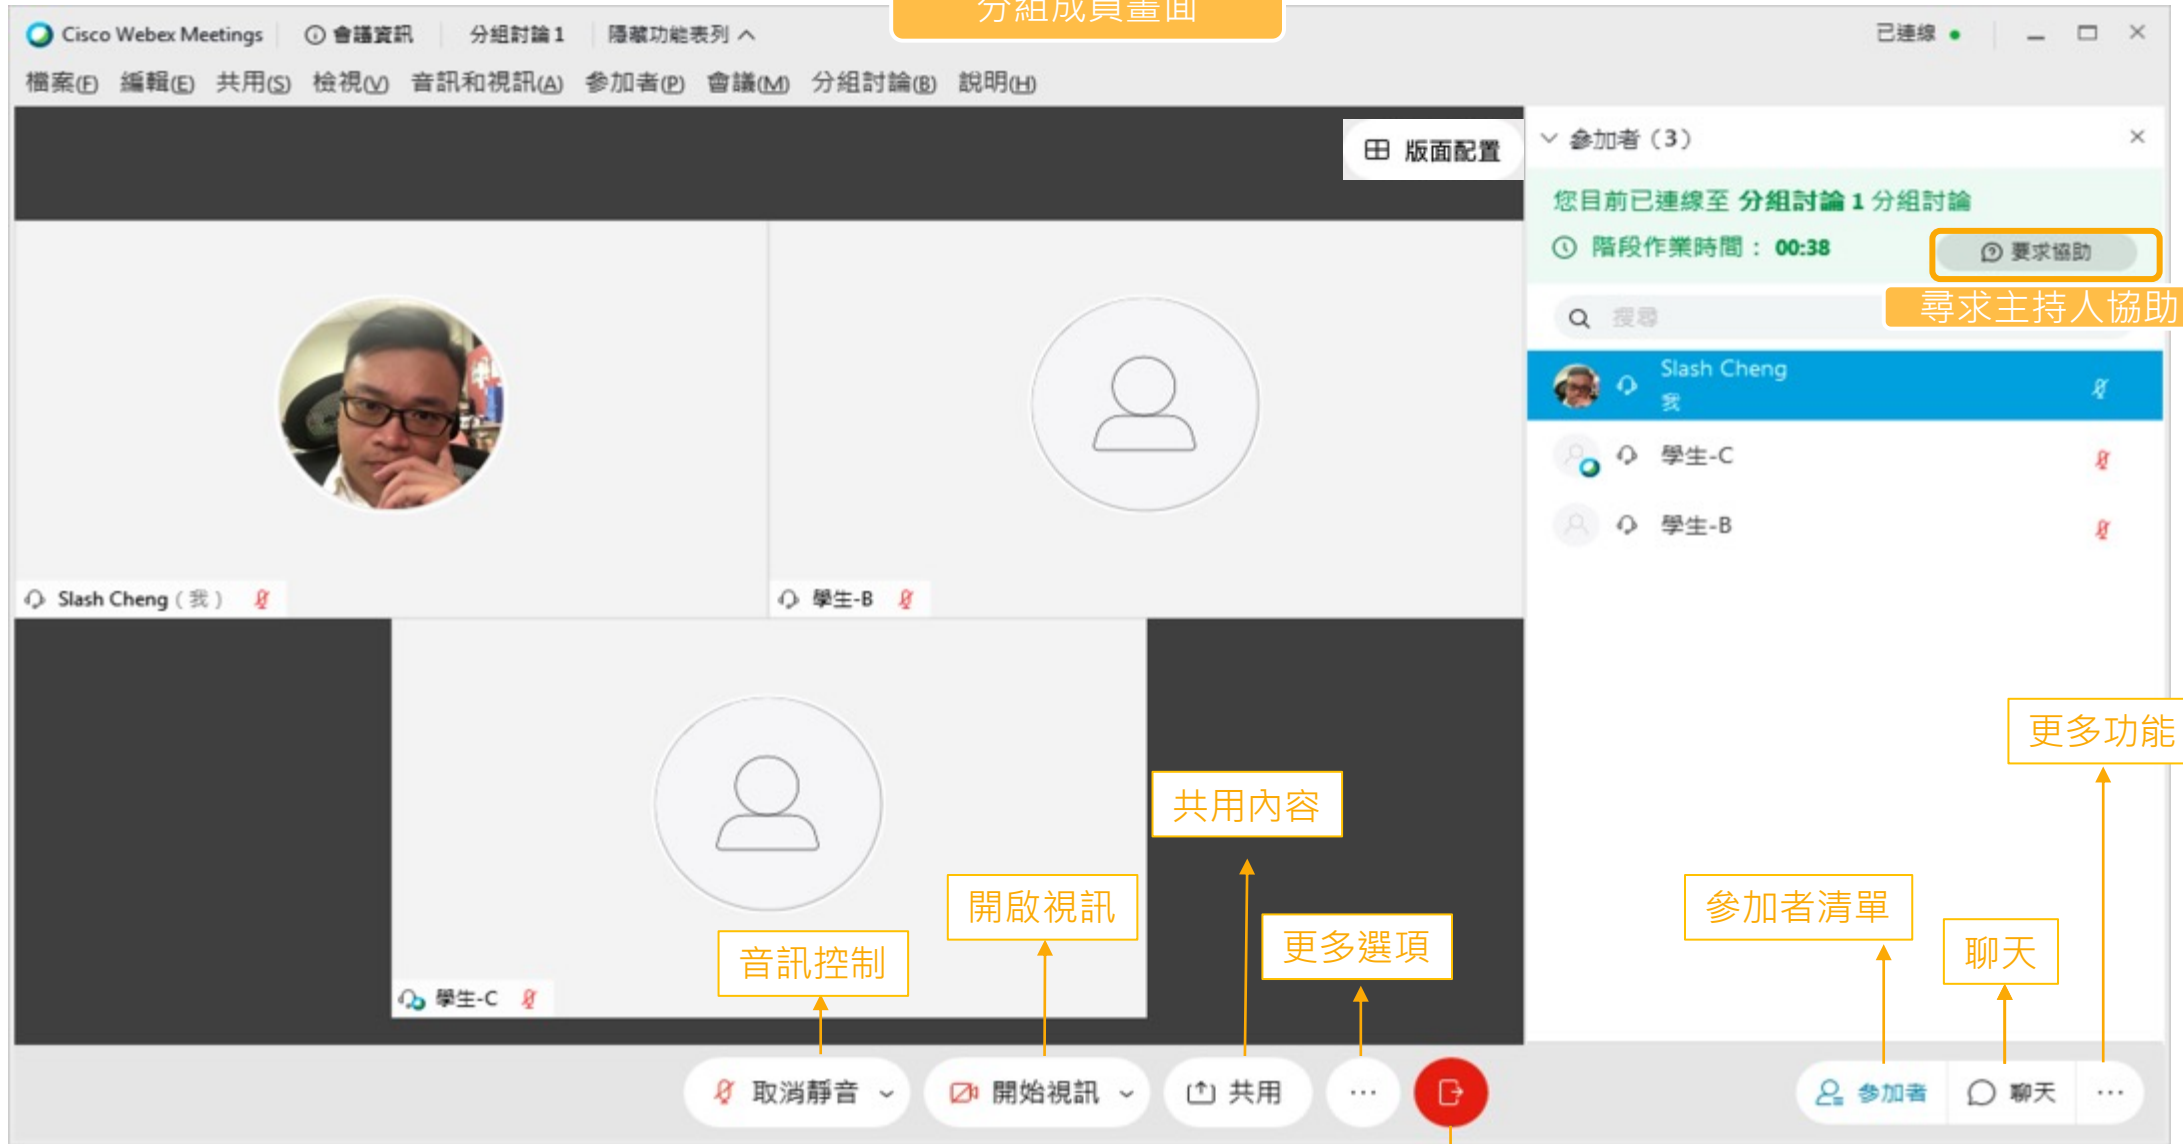 分組成員畫面
Cisco Webex Meetings 會議資訊 分組討論 1 隱藏功能表列 已連線
檔案(F) 編輯(E) 共用(S) 檢視(V) 音訊和視訊(A) 參加者(P) 會議(M) 分組討論(B) 說明(H)
版面配置
參加者（3）
您目前已連線至 分組討論 1 分組討論
階段作業時間： 00:38
要求協助
尋求主持人協助
搜尋
Slash Cheng
我
學生-C
學生-B
Slash Cheng（我）
學生-B
學生-C
更多功能
共用內容
開啟視訊
參加者清單
音訊控制
更多選項
聊天
取消靜音 開始視訊 共用 ... 參加者 聊天 ...